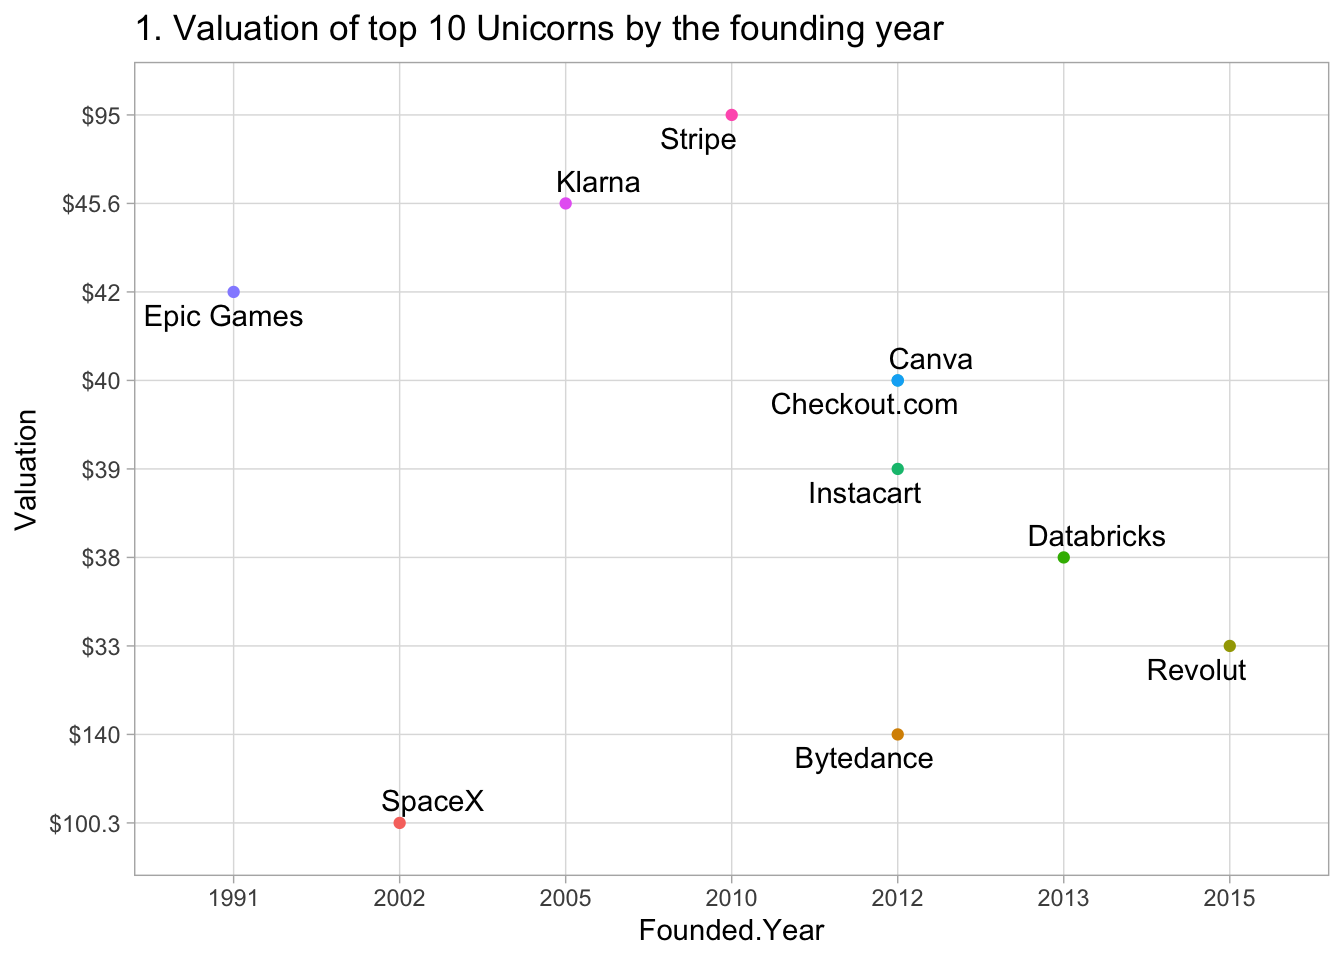 1. Valuation of top 10 Unicorns by the founding year
$95
Stripe
Klarna
$45.6
$42
Epic Games
Canva
$40
Checkout.com
$39
Instacart
Databricks
$38
$33
Revolut
$140
Bytedance
SpaceX
$100.3
Valuation
1991 2002 2005 2010 2012 2013 2015
Founded.Year